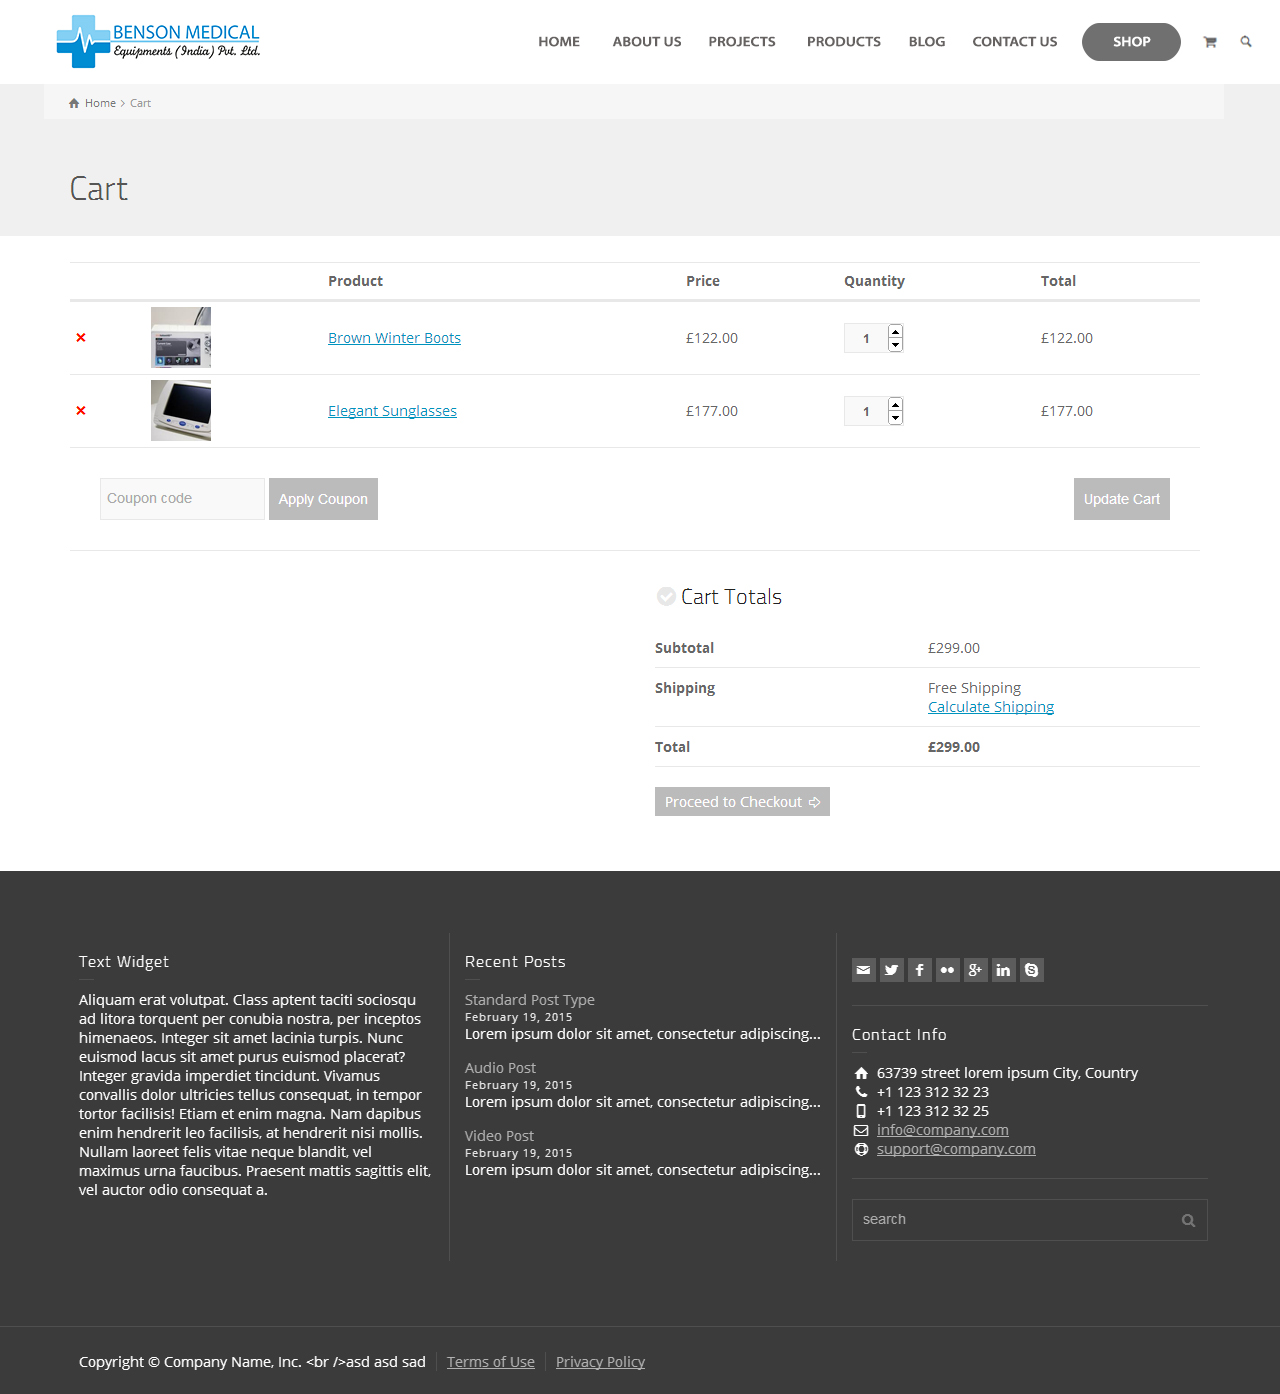 BENSON MEDICAL
Equipments (India) Pvt. Ltd.
HOME ABOUT US PROJECTS PRODUCTS BLOG CONTACT US SHOP
Home > Cart
Cart
Product Price Quantity Total
× Brown Winter Boots £122.00 1 £122.00
× Elegant Sunglasses £177.00 1 £177.00
Coupon code Apply Coupon Update Cart
Cart Totals
Subtotal £299.00
Shipping Free Shipping
Calculate Shipping
Total £299.00
Proceed to Checkout
Text Widget
Aliquam erat volutpat. Class aptent taciti sociosqu
ad litora torquent per conubia nostra, per inceptos
himenaeos. Integer sit amet lacinia turpis. Nunc
euismod lacus sit amet purus euismod placerat?
Integer gravida imperdiet tincidunt. Vivamus
convallis dolor ultricies tellus consequat, in tempor
tortor facilisis! Etiam et enim magna. Nam dapibus
enim hendrerit leo facilisis, at hendrerit nisi mollis.
Nullam laoreet felis vitae neque blandit, vel
maximus urna faucibus. Praesent mattis sagittis elit,
vel auctor odio consequat a.
Recent Posts
Standard Post Type
February 19, 2015
Lorem ipsum dolor sit amet, consectetur adipiscing...
Audio Post
February 19, 2015
Lorem ipsum dolor sit amet, consectetur adipiscing...
Video Post
February 19, 2015
Lorem ipsum dolor sit amet, consectetur adipiscing...
Contact Info
63739 street lorem ipsum City, Country
+1 123 312 32 23
+1 123 312 32 25
info@company.com
support@company.com
search
Copyright © Company Name, Inc. <br />asd asd sad Terms of Use Privacy Policy